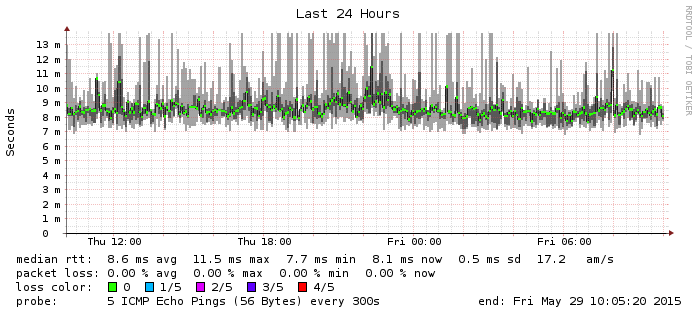 Last 24 Hours
RRDTOOL / TOBI OETIKER
Seconds
13 m
12 m
11 m
10 m
9 m
8 m
7 m
6 m
5 m
4 m
3 m
2 m
1 m
0
Thu 12:00 Thu 18:00 Fri 00:00 Fri 06:00
median rtt: 8.6 ms avg 11.5 ms max 7.7 ms min 8.1 ms now 0.5 ms sd 17.2 am/s
packet loss: 0.00 % avg 0.00 % max 0.00 % min 0.00 % now
loss color: 0 1/5 2/5 3/5 4/5
probe: 5 ICMP Echo Pings (56 Bytes) every 300s end: Fri May 29 10:05:20 2015